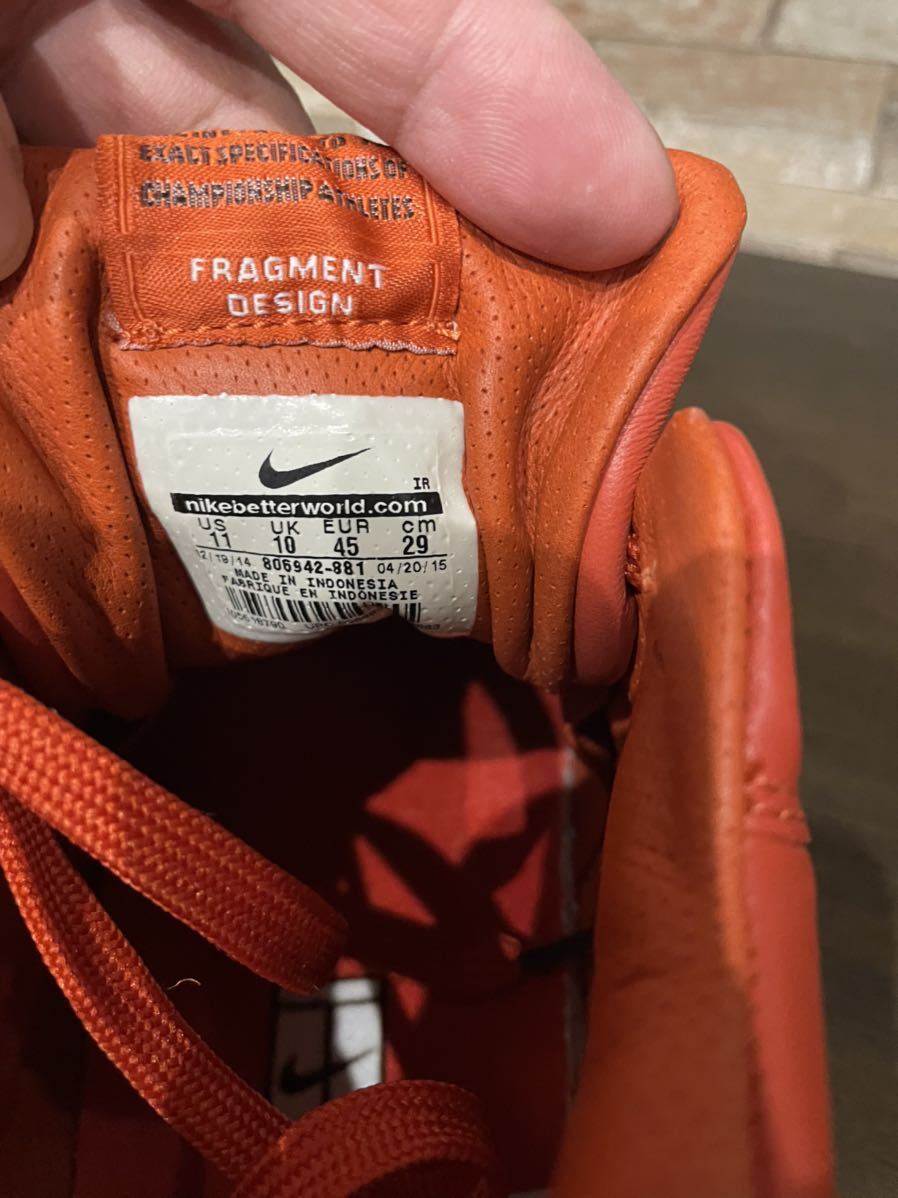 EXACT SPECIFICATIONS OF
CHAMPIONSHIP ATHLETES
FRAGMENT
DESIGN
IR
nikebetterworld.com
US UK EUR cm
11 10 45 29
12/19/14 806942-881 04/20/15
MADE IN INDONESIA
FABRIQUE EN INDONÉSIE